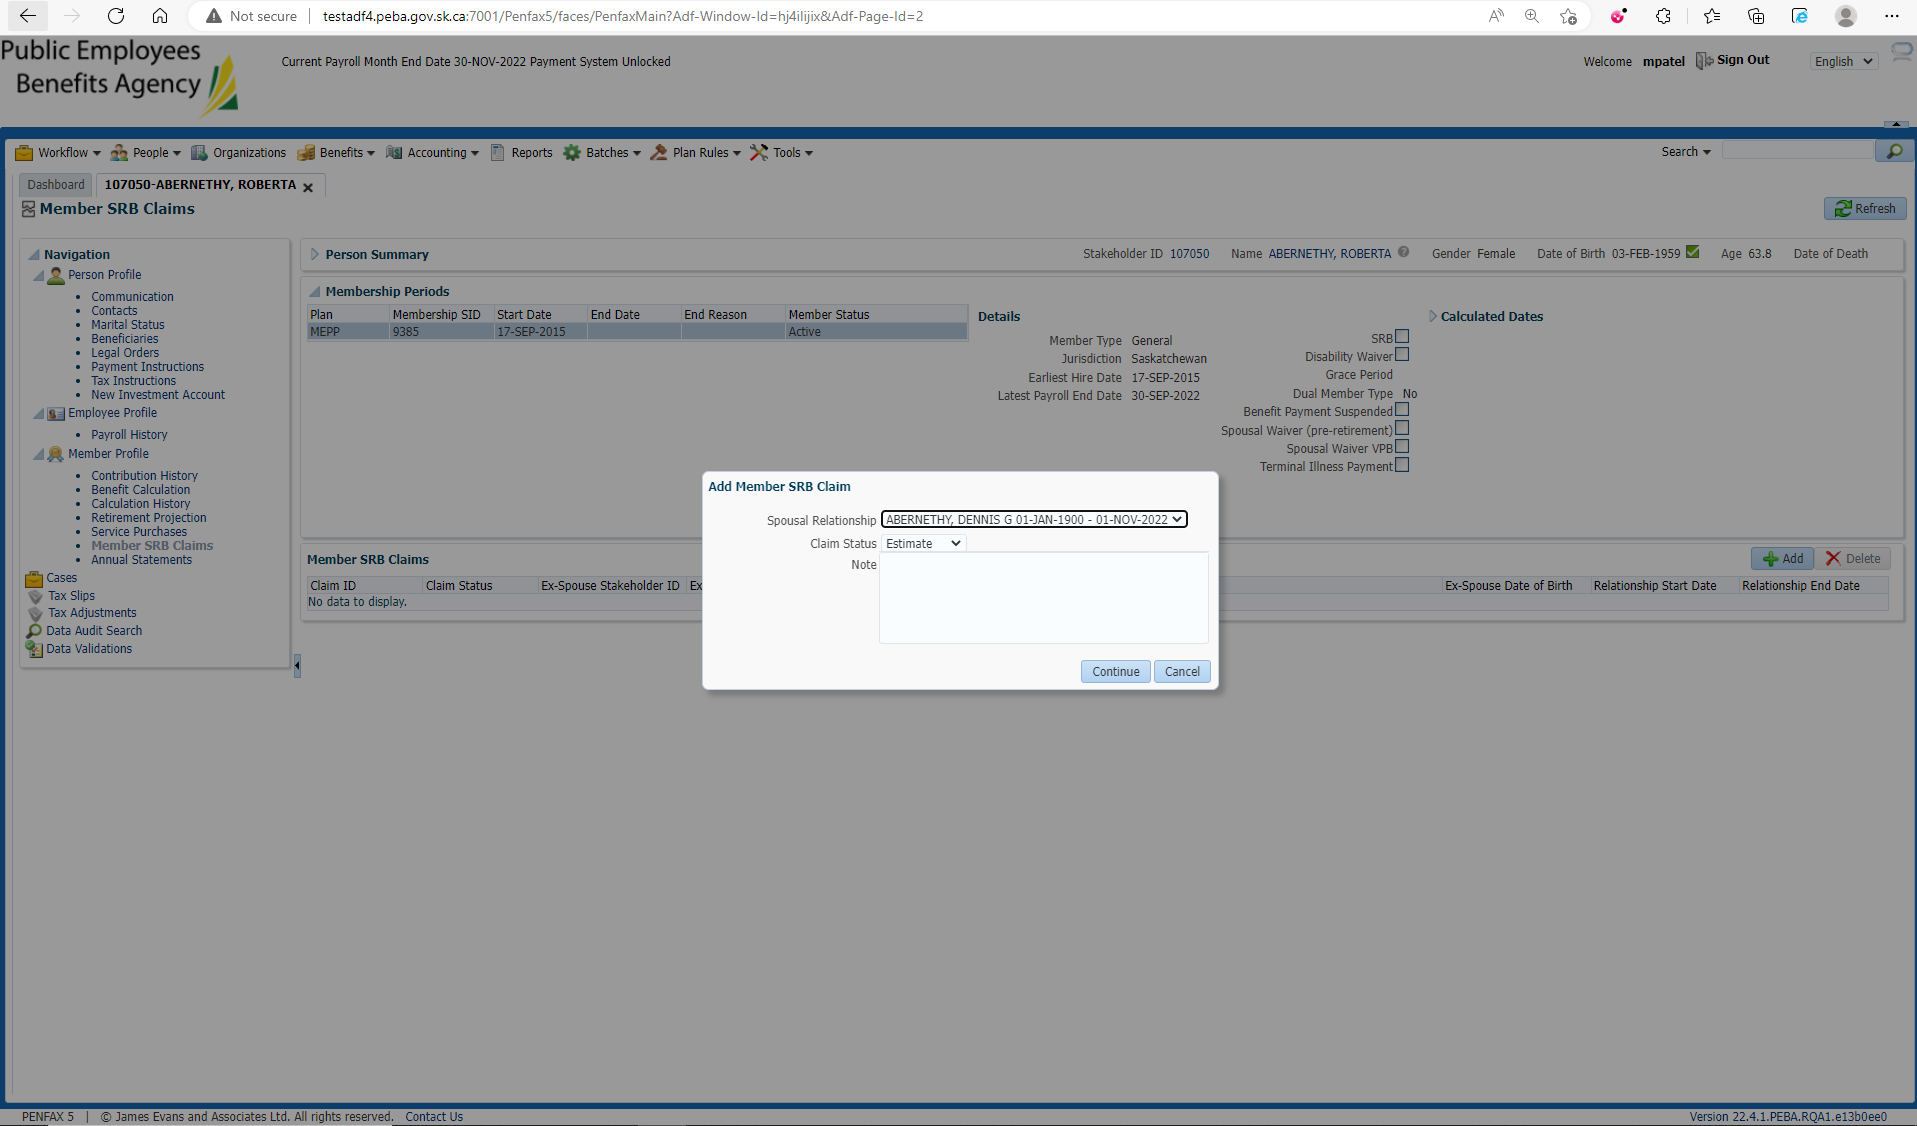 Not secure | testadf4.peba.gov.sk.ca:7001/Penfax5/faces/PenfaxMain?Adf-Window-Id=hj4ilijix&Adf-Page-Id=2
Public Employees
Benefits Agency
Current Payroll Month End Date 30-NOV-2022 Payment System Unlocked
Welcome mpatel Sign Out English
Workflow People Organizations Benefits Accounting Reports Batches Plan Rules Tools Search
Dashboard 107050-ABERNETHY, ROBERTA
Member SRB Claims
Refresh
Navigation
Person Profile
Communication
Contacts
Marital Status
Beneficiaries
Legal Orders
Payment Instructions
Tax Instructions
New Investment Account
Employee Profile
Payroll History
Member Profile
Contribution History
Benefit Calculation
Calculation History
Retirement Projection
Service Purchases
Member SRB Claims
Annual Statements
Cases
Tax Slips
Tax Adjustments
Data Audit Search
Data Validations
Person Summary Stakeholder ID 107050 Name ABERNETHY, ROBERTA Gender Female Date of Birth 03-FEB-1959 Age 63.8 Date of Death
Membership Periods
Plan Membership SID Start Date End Date End Reason Member Status
MEPP 9385 17-SEP-2015 Active
Details
Member Type General
Jurisdiction Saskatchewan
Earliest Hire Date 17-SEP-2015
Latest Payroll End Date 30-SEP-2022
SRB
Disability Waiver
Grace Period
Dual Member Type No
Benefit Payment Suspended
Spousal Waiver (pre-retirement)
Spousal Waiver VPB
Terminal Illness Payment
Calculated Dates
Add Member SRB Claim
Spousal Relationship ABERNETHY, DENNIS G 01-JAN-1900 - 01-NOV-2022
Claim Status Estimate
Note
Continue Cancel
Member SRB Claims
Add Delete
Claim ID Claim Status Ex-Spouse Stakeholder ID Ex Ex-Spouse Date of Birth Relationship Start Date Relationship End Date
No data to display.
PENFAX 5 | © James Evans and Associates Ltd. All rights reserved. Contact Us
Version 22.4.1.PEBA.RQA1.e13b0ee0